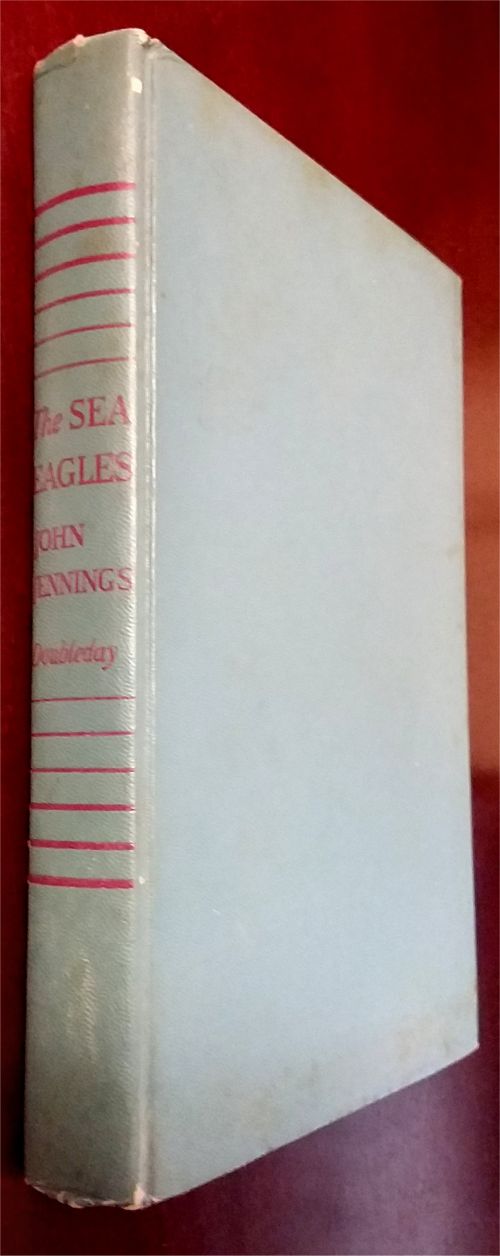 The SEA
EAGLES
JOHN
JENNINGS
Doubleday